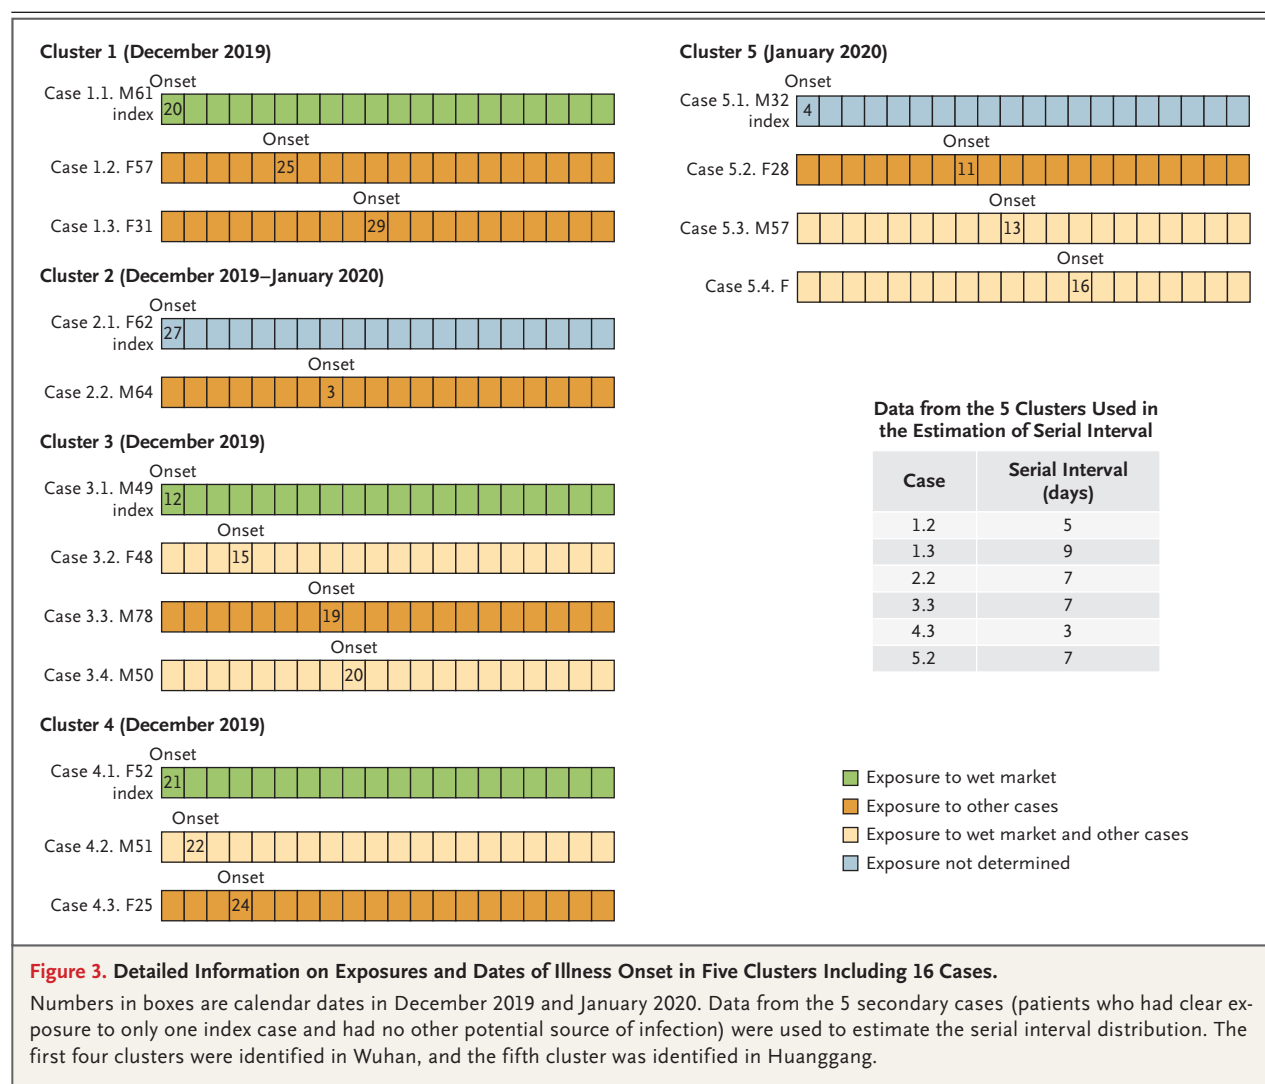 Cluster 1 (December 2019)
Onset
Case 1.1. M61
index
20
Onset
Case 1.2. F57
25
Onset
Case 1.3. F31
29
Cluster 2 (December 2019–January 2020)
Onset
Case 2.1. F62
index
27
Onset
Case 2.2. M64
3
Cluster 3 (December 2019)
Onset
Case 3.1. M49
index
12
Onset
Case 3.2. F48
15
Onset
Case 3.3. M78
19
Onset
Case 3.4. M50
20
Cluster 4 (December 2019)
Onset
Case 4.1. F52
index
21
Onset
Case 4.2. M51
22
Onset
Case 4.3. F25
24
Cluster 5 (January 2020)
Onset
Case 5.1. M32
index
4
Onset
Case 5.2. F28
11
Onset
Case 5.3. M57
13
Onset
Case 5.4. F
16
Data from the 5 Clusters Used in
the Estimation of Serial Interval
Case
Serial Interval
(days)
1.2 5
1.3 9
2.2 7
3.3 7
4.3 3
5.2 7
Exposure to wet market
Exposure to other cases
Exposure to wet market and other cases
Exposure not determined
Figure 3. Detailed Information on Exposures and Dates of Illness Onset in Five Clusters Including 16 Cases.
Numbers in boxes are calendar dates in December 2019 and January 2020. Data from the 5 secondary cases (patients who had clear ex-
posure to only one index case and had no other potential source of infection) were used to estimate the serial interval distribution. The
first four clusters were identified in Wuhan, and the fifth cluster was identified in Huanggang.